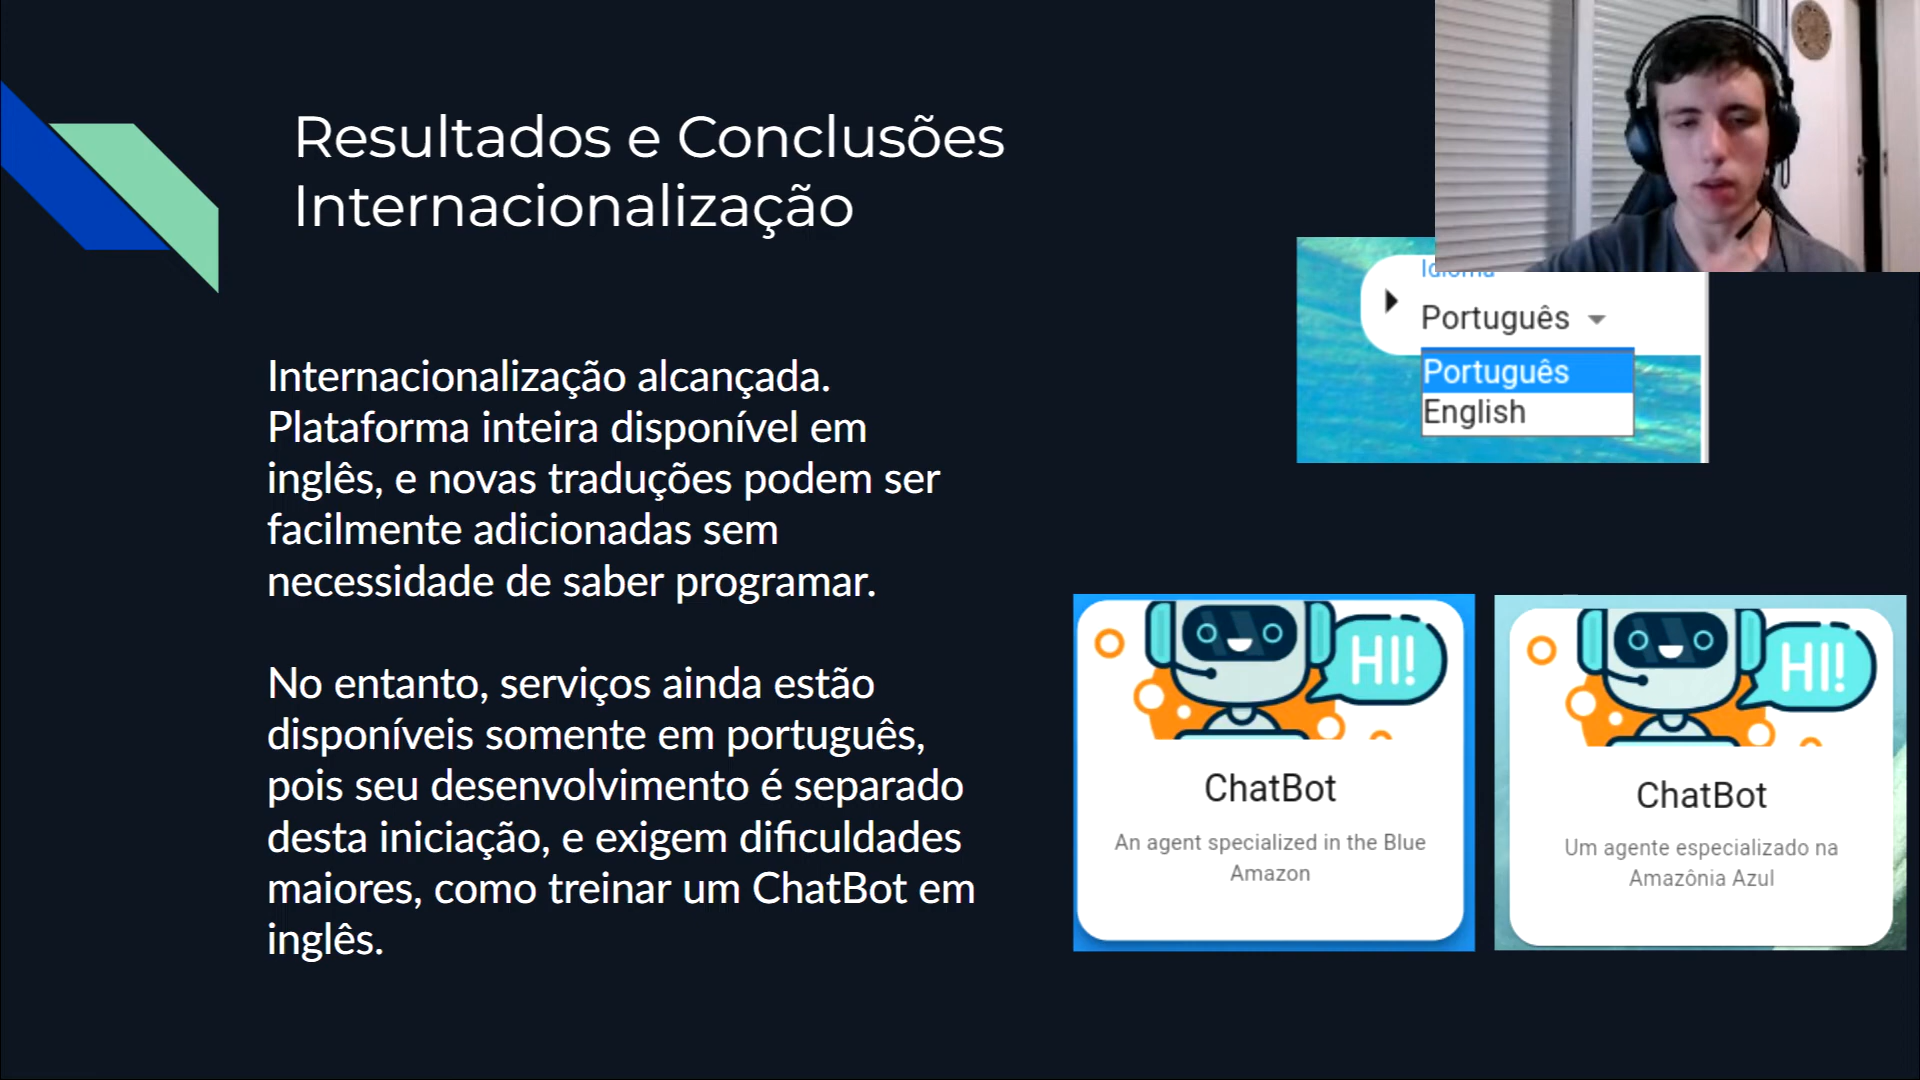 Resultados e Conclusões
Internacionalização
Internacionalização alcançada.
Plataforma inteira disponível em
inglês, e novas traduções podem ser
facilmente adicionadas sem
necessidade de saber programar.
No entanto, serviços ainda estão
disponíveis somente em português,
pois seu desenvolvimento é separado
desta iniciação, e exigem dificuldades
maiores, como treinar um ChatBot em
inglês.
Idioma
Português
Português
English
HI!
ChatBot
An agent specialized in the Blue
Amazon
HI!
ChatBot
Um agente especializado na
Amazônia Azul